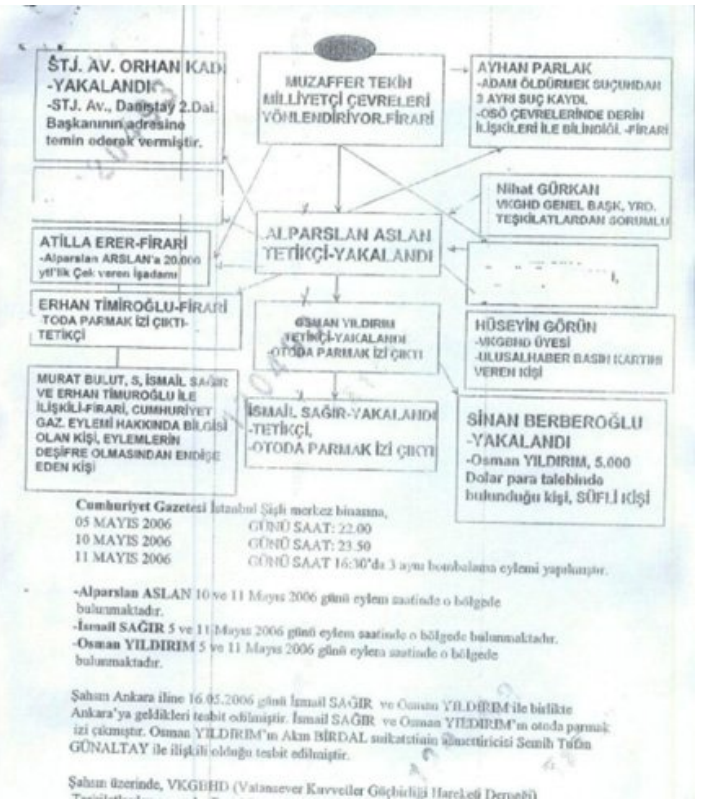 STJ. AV. ORHAN KADI
-YAKALANDI
-STJ. Av., Danıştay 2.Dai.
Başkanının adresine
temin ederek vermiştir.
MUZAFFER TEKİN
MİLLİYETÇİ ÇEVRELERİ
YÖNLENDİRİYOR.FİRARİ
AYHAN PARLAK
-ADAM ÖLDÜRMEK SUÇUNDAN
3 AYRI SUÇ KAYDI.
-OSÖ ÇEVRELERİNDE DERİN
İLİŞKİLERİ İLE BİLİNDİĞİ. -FİRARİ
Nihat GÜRKAN
VKGHD GENEL BAŞK, YRD.
TEŞKİLATLARDAN SORUMLU
ALPARSLAN ASLAN
TETİKÇİ-YAKALANDI
ATİLLA ERER-FİRARİ
-Alparslan ARSLAN'a 20.000
ytl'lik Çek veren işadamı
ERHAN TİMİROĞLU-FİRARİ
TODA PARMAK İZİ ÇIKTI-
TETİKÇİ
OSMAN YILDIRIM
TETİKÇİ-YAKALANDI
-OTODA PARMAK İZİ ÇIKTI
HÜSEYİN GÖRÜN
-VKGBHD ÜYESİ
-ULUSALHABER BASIN KARTINI
VEREN KİŞİ
MURAT BULUT, S, İSMAİL SAĞIR
VE ERHAN TİMUROĞLU İLE
İLİŞKİLİ-FİRARİ, CUMHURİYET
GAZ. EYLEMİ HAKKINDA BİLGİSİ
OLAN KİŞİ, EYLEMLERİN
DEŞİFRE OLMASINDAN ENDİŞE
EDEN KİŞİ
İSMAİL SAĞIR-YAKALANDI
-TETİKÇİ,
-OTODA PARMAK İZİ ÇIKTI
SİNAN BERBEROĞLU
-YAKALANDI
-Osman YILDIRIM, 5.000
Dolar para talebinde
bulunduğu kişi, SÜFLİ KİŞİ
Cumhuriyet Gazetesi İstanbul Şişli merkez binasına,
05 MAYIS 2006 GÜNÜ SAAT: 22.00
10 MAYIS 2006 GÜNÜ SAAT: 23.50
11 MAYIS 2006 GÜNÜ SAAT 16:30'da 3 ayrı bombalama eylemi yapılmıştır.
-Alparslan ASLAN 10 ve 11 Mayıs 2006 günü eylem saatinde o bölgede
bulunmaktadır.
-İsmail SAĞIR 5 ve 11 Mayıs 2006 günü eylem saatinde o bölgede bulunmaktadır.
-Osman YILDIRIM 5 ve 11 Mayıs 2006 günü eylem saatinde o bölgede
bulunmaktadır.
Şahsın Ankara iline 16.05.2006 günü İsmail SAĞIR ve Osman YILDIRIM ile birlikte
Ankara'ya geldikleri tesbit edilmiştir. İsmail SAĞIR ve Osman YILDIRIM'ın otoda parmak
izi çıkmıştır. Osman YILDIRIM'ın Akın BİRDAL suikatstinin azmettiricisi Semih Tufan
GÜNALTAY ile ilişkili olduğu tesbit edilmiştir.
Şahsın üzerinde, VKGBHD (Vatansever Kuvvetler Güçbirliği Hareketi Derneği)